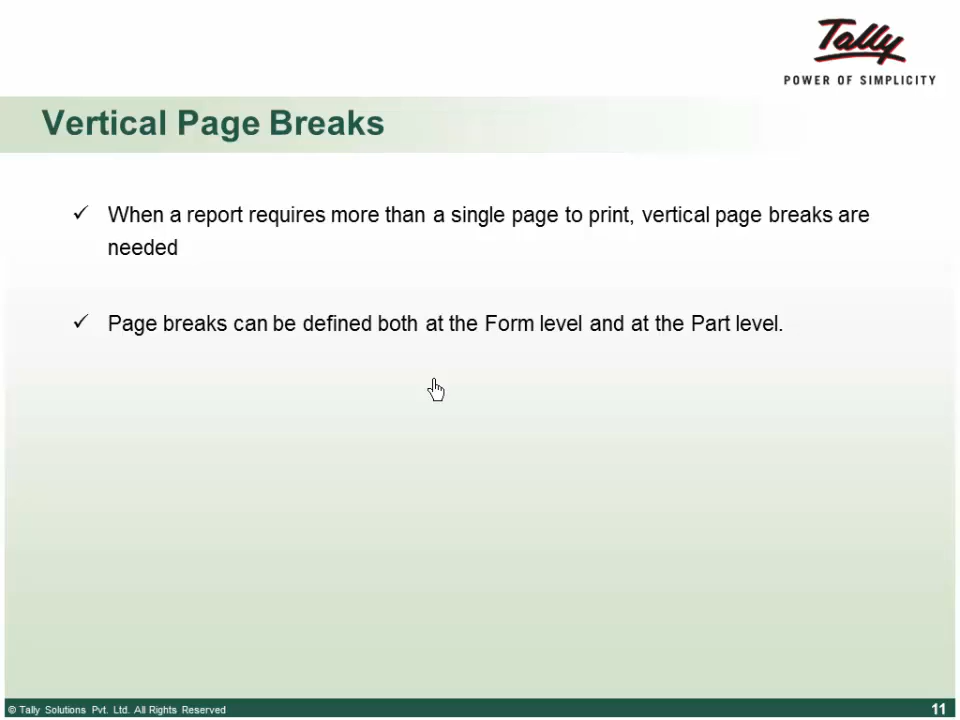 Tally
POWER OF SIMPLICITY
Vertical Page Breaks
✓ When a report requires more than a single page to print, vertical page breaks are
needed
✓ Page breaks can be defined both at the Form level and at the Part level.
© Tally Solutions Pvt. Ltd. All Rights Reserved
11